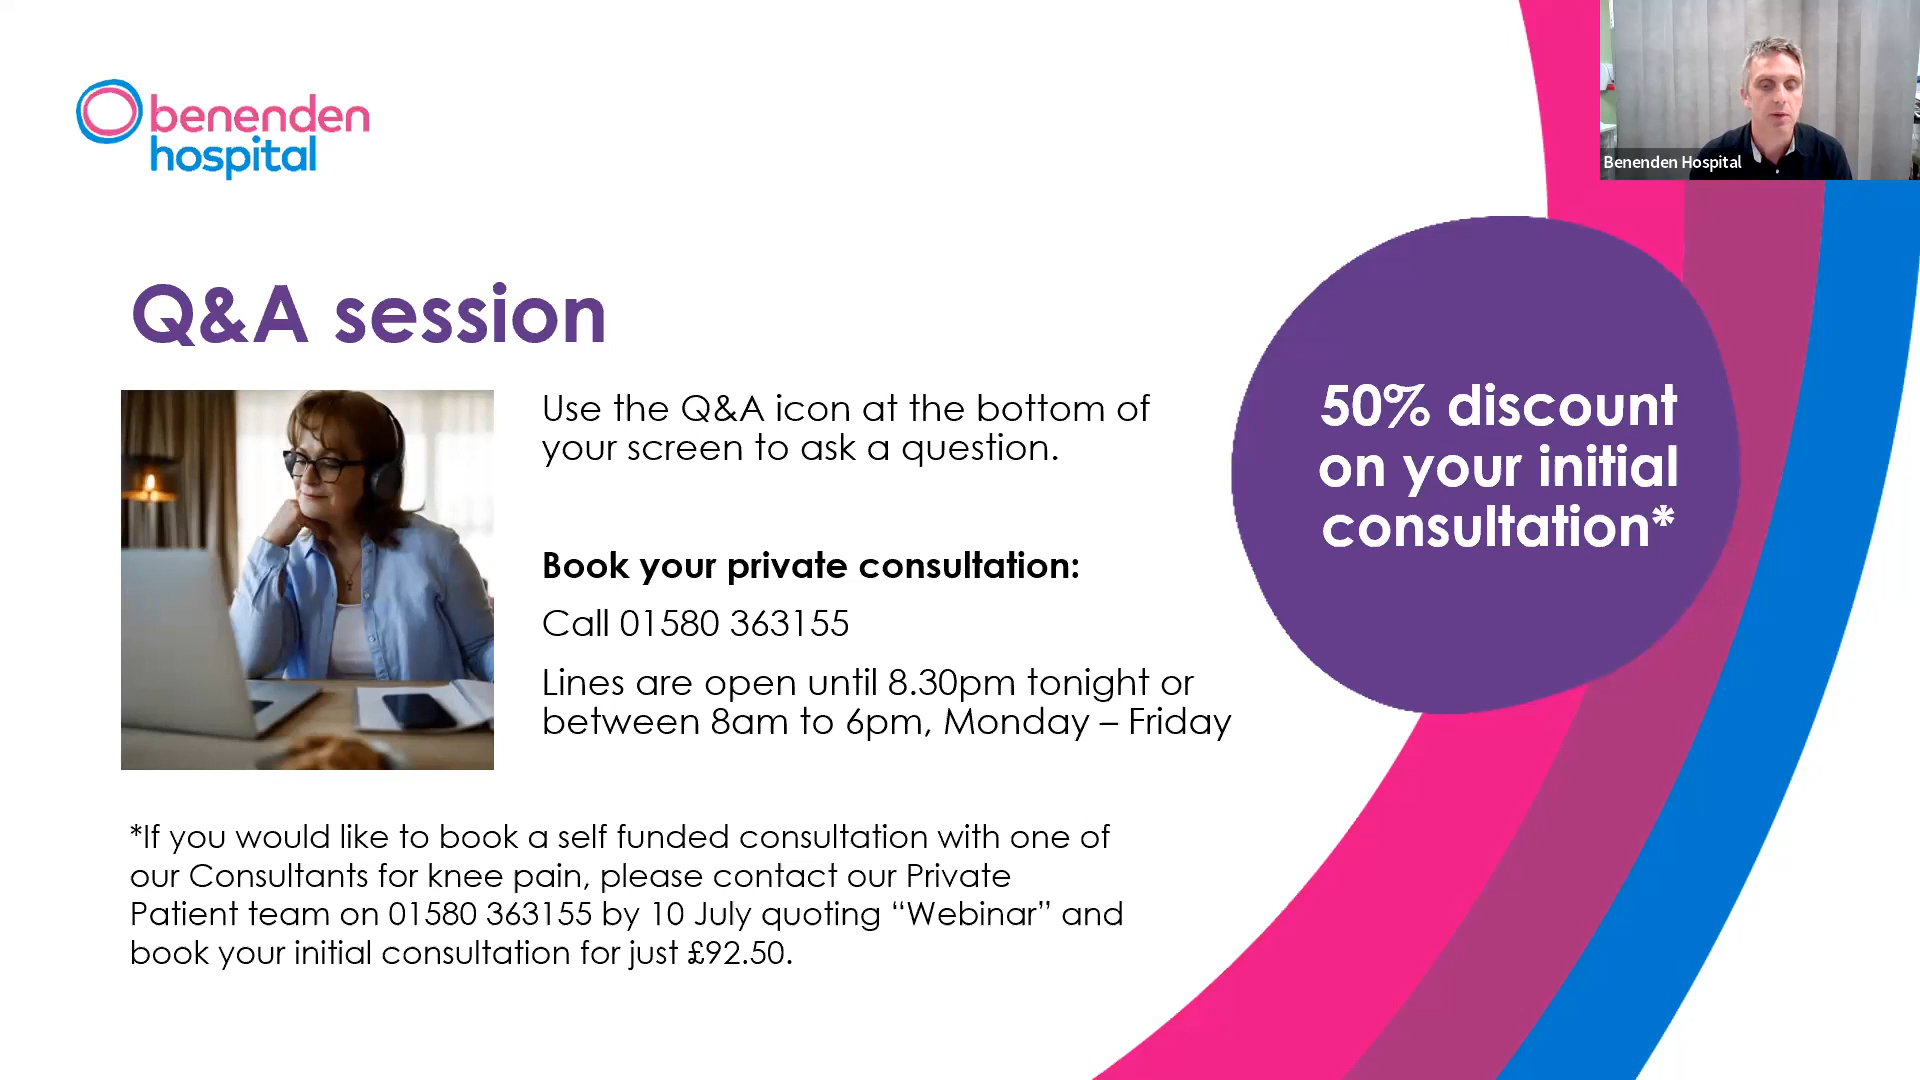 benenden
hospital
Benenden Hospital
Q&A session
Use the Q&A icon at the bottom of
your screen to ask a question.
Book your private consultation:
Call 01580 363155
Lines are open until 8.30pm tonight or
between 8am to 6pm, Monday – Friday
50% discount
on your initial
consultation*
*If you would like to book a self funded consultation with one of
our Consultants for knee pain, please contact our Private
Patient team on 01580 363155 by 10 July quoting “Webinar” and
book your initial consultation for just £92.50.